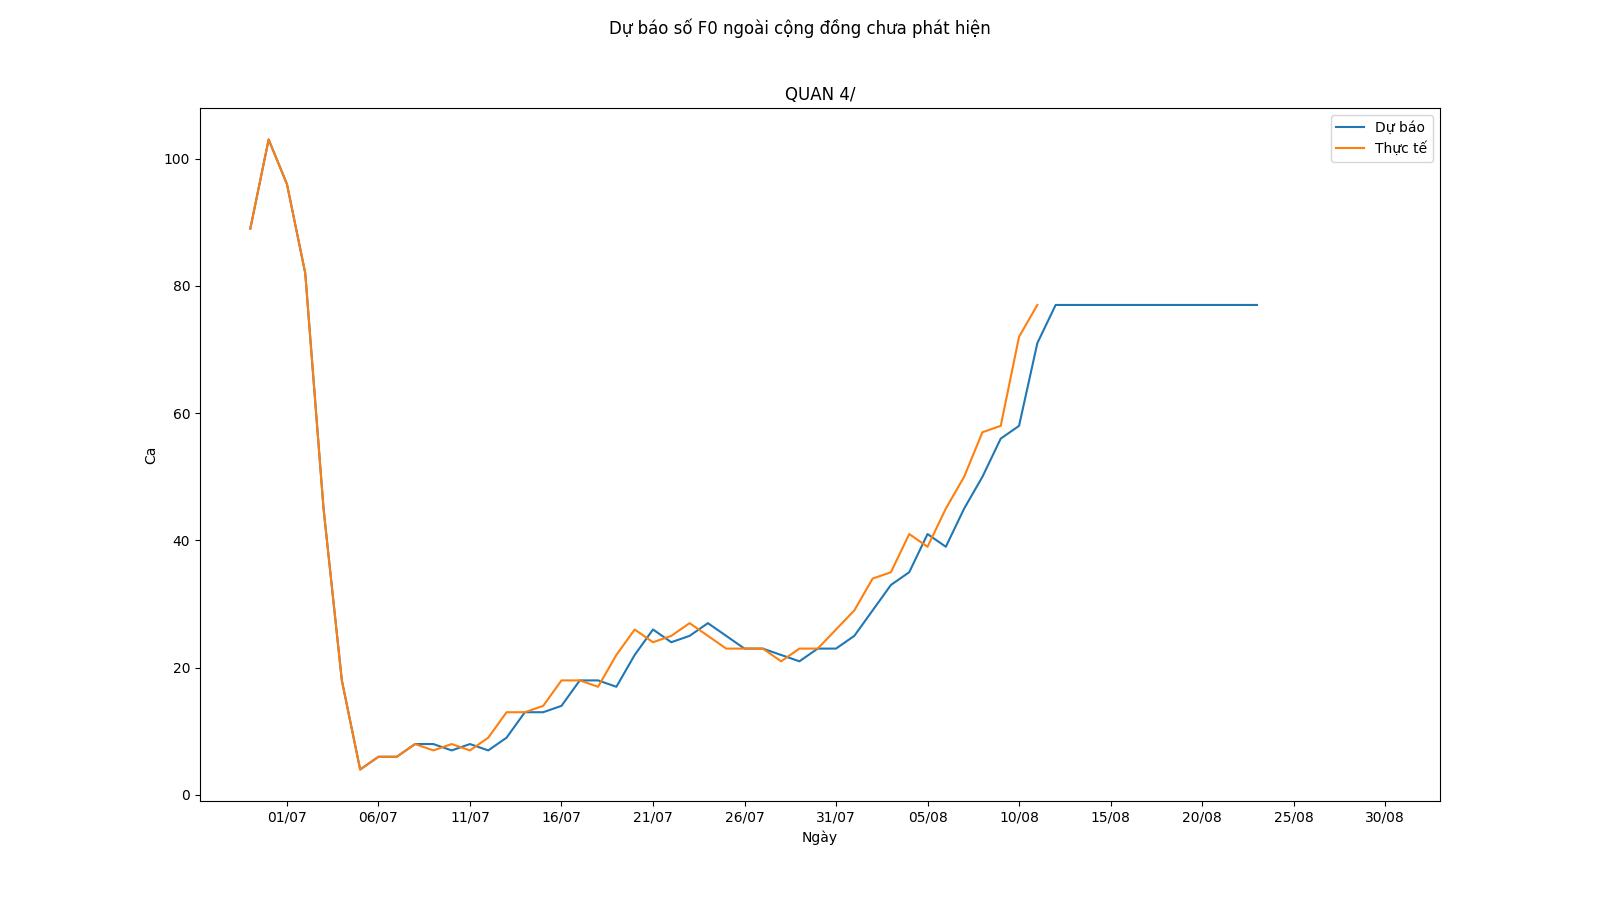 Dự báo số F0 ngoài cộng đồng chưa phát hiện
QUAN 4/
Dự báo
Thực tế
100
80
60
40
20
0
Ca
01/07 06/07 11/07 16/07 21/07 26/07 31/07 05/08 10/08 15/08 20/08 25/08 30/08
Ngày